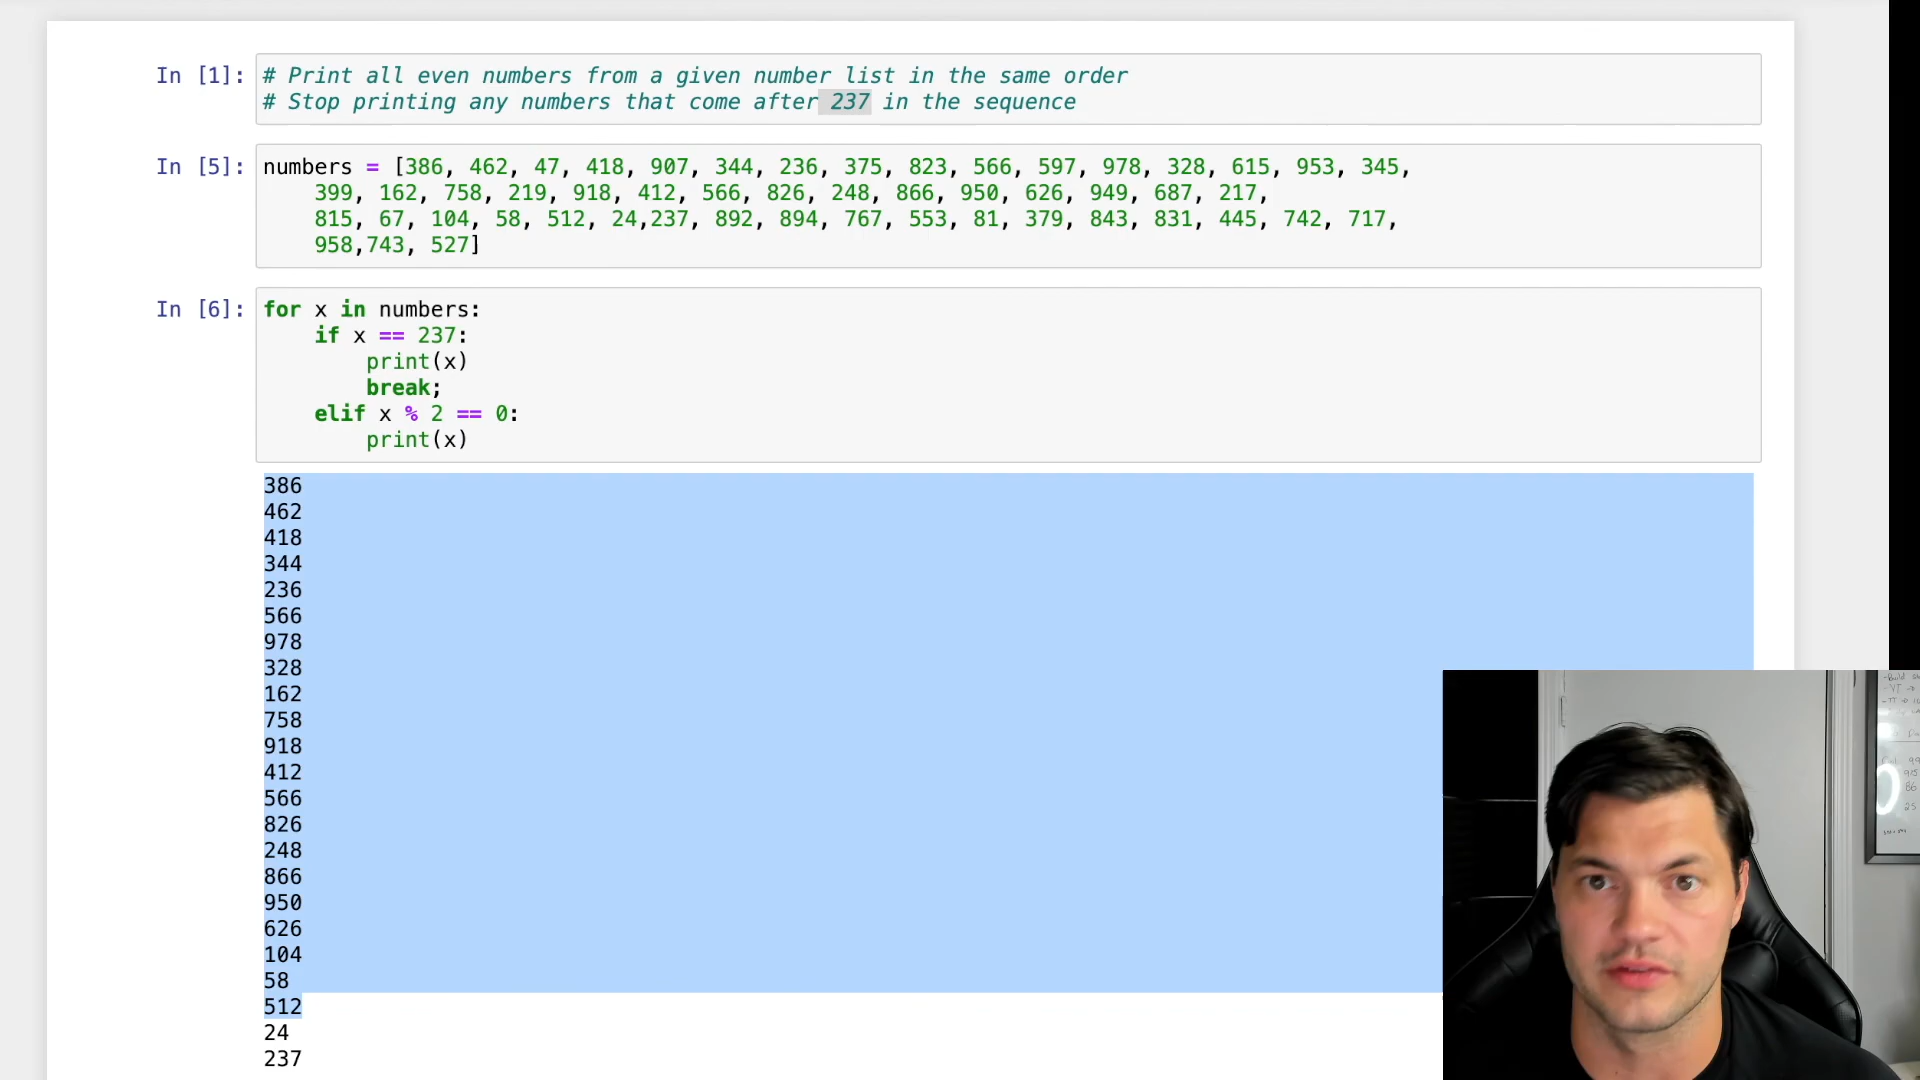 In [1]:
# Print all even numbers from a given number list in the same order
# Stop printing any numbers that come after 237 in the sequence
In [5]:
numbers = [386, 462, 47, 418, 907, 344, 236, 375, 823, 566, 597, 978, 328, 615, 953, 345,
399, 162, 758, 219, 918, 412, 566, 826, 248, 866, 950, 626, 949, 687, 217,
815, 67, 104, 58, 512, 24,237, 892, 894, 767, 553, 81, 379, 843, 831, 445, 742, 717,
958,743, 527]
In [6]:
for x in numbers:
if x == 237:
print(x)
break;
elif x % 2 == 0:
print(x)
386
462
418
344
236
566
978
328
162
758
918
412
566
826
248
866
950
626
104
58
512
24
237